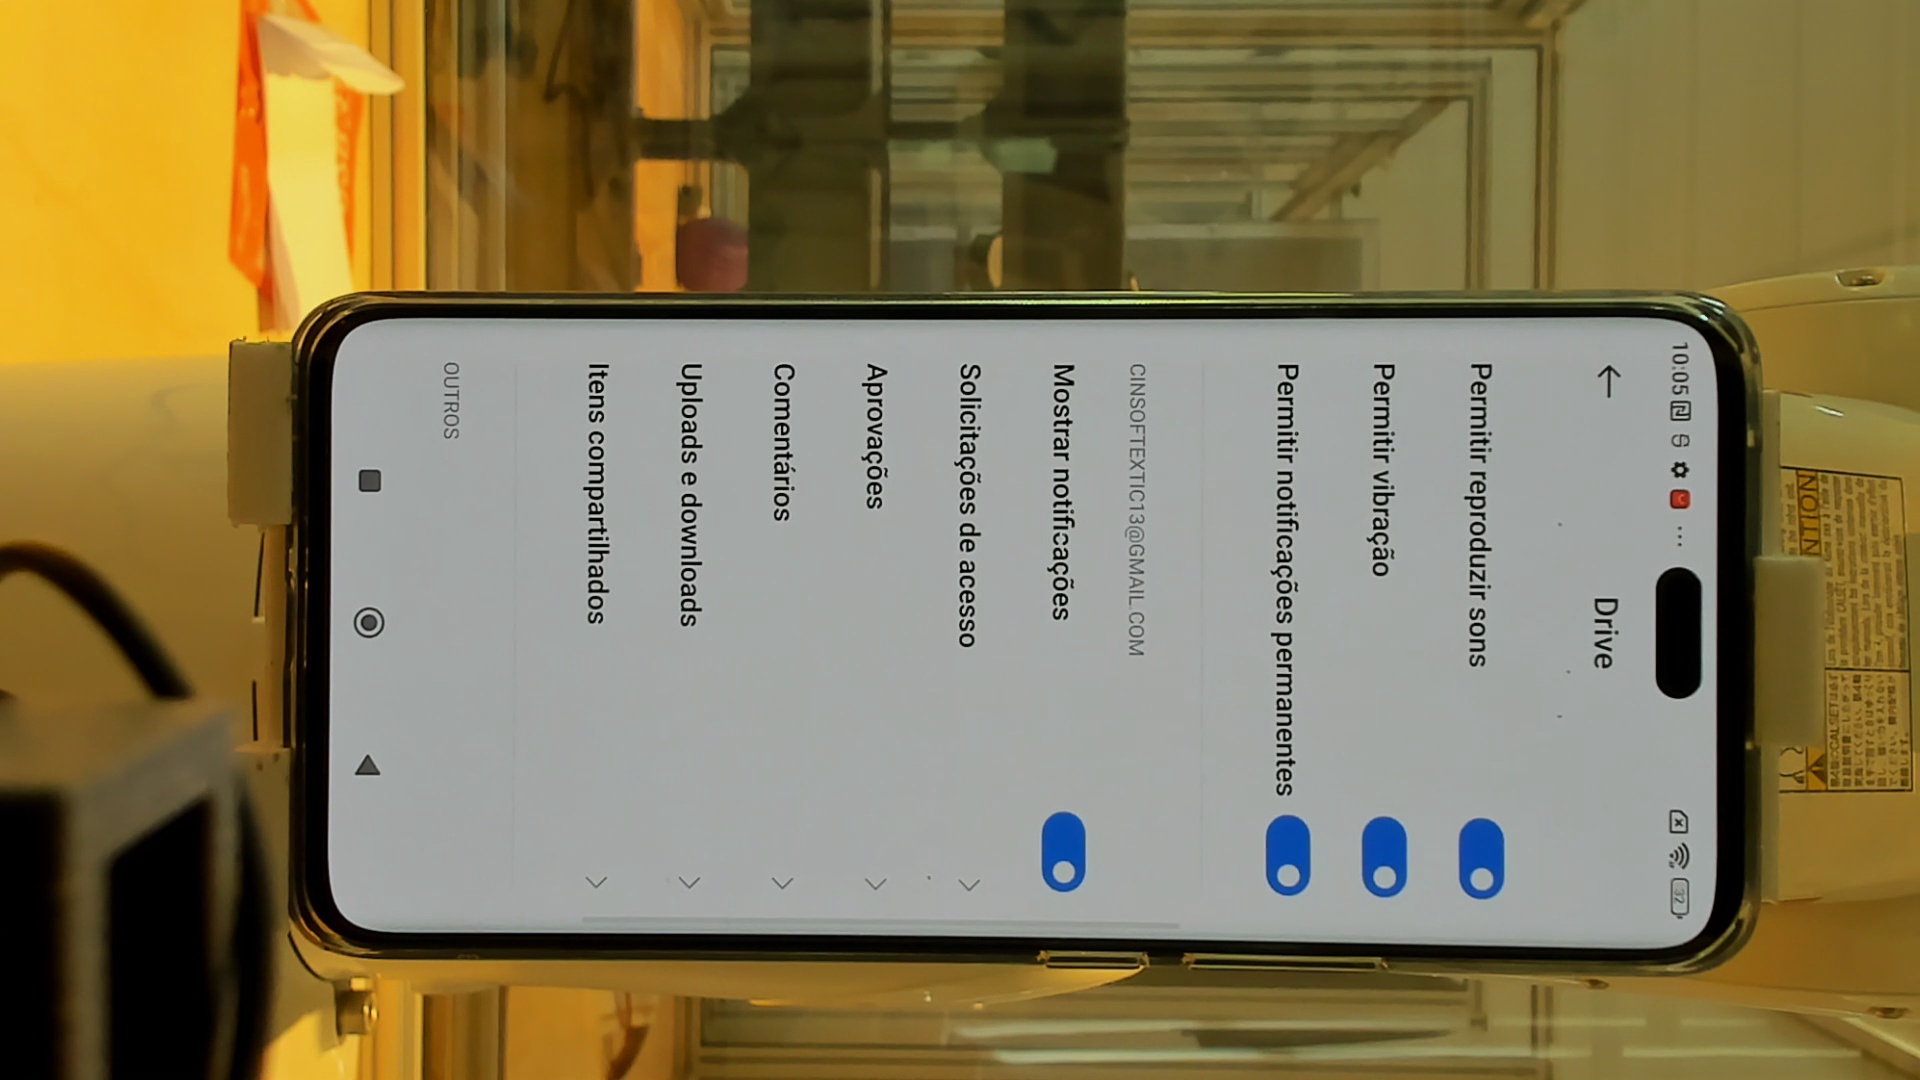 10:05
32
Drive
Permitir reproduzir sons
Permitir vibração
Permitir notificações permanentes
CINSOFTEXTIC13@GMAIL.COM
Mostrar notificações
Solicitações de acesso
Aprovações
Comentários
Uploads e downloads
Itens compartilhados
OUTROS